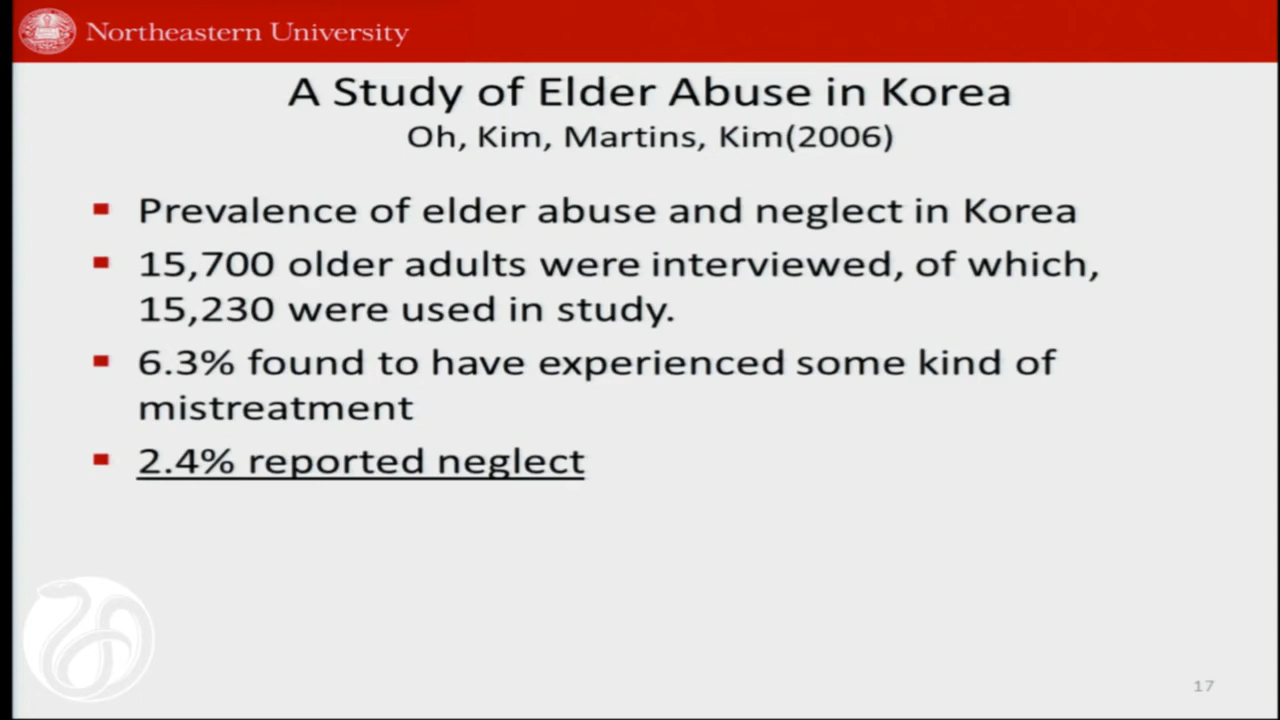 Northeastern University
A Study of Elder Abuse in Korea
Oh, Kim, Martins, Kim(2006)
Prevalence of elder abuse and neglect in Korea
15,700 older adults were interviewed, of which,
15,230 were used in study.
6.3% found to have experienced some kind of
mistreatment
2.4% reported neglect
17